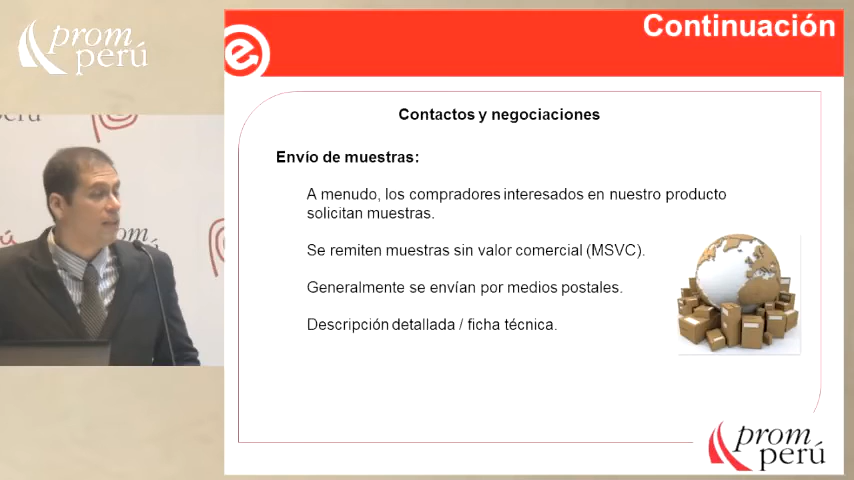 prom
perú
Continuación
e
Contactos y negociaciones
Envío de muestras:
A menudo, los compradores interesados en nuestro producto
solicitan muestras.
Se remiten muestras sin valor comercial (MSVC).
Generalmente se envían por medios postales.
Descripción detallada / ficha técnica.
prom
perú